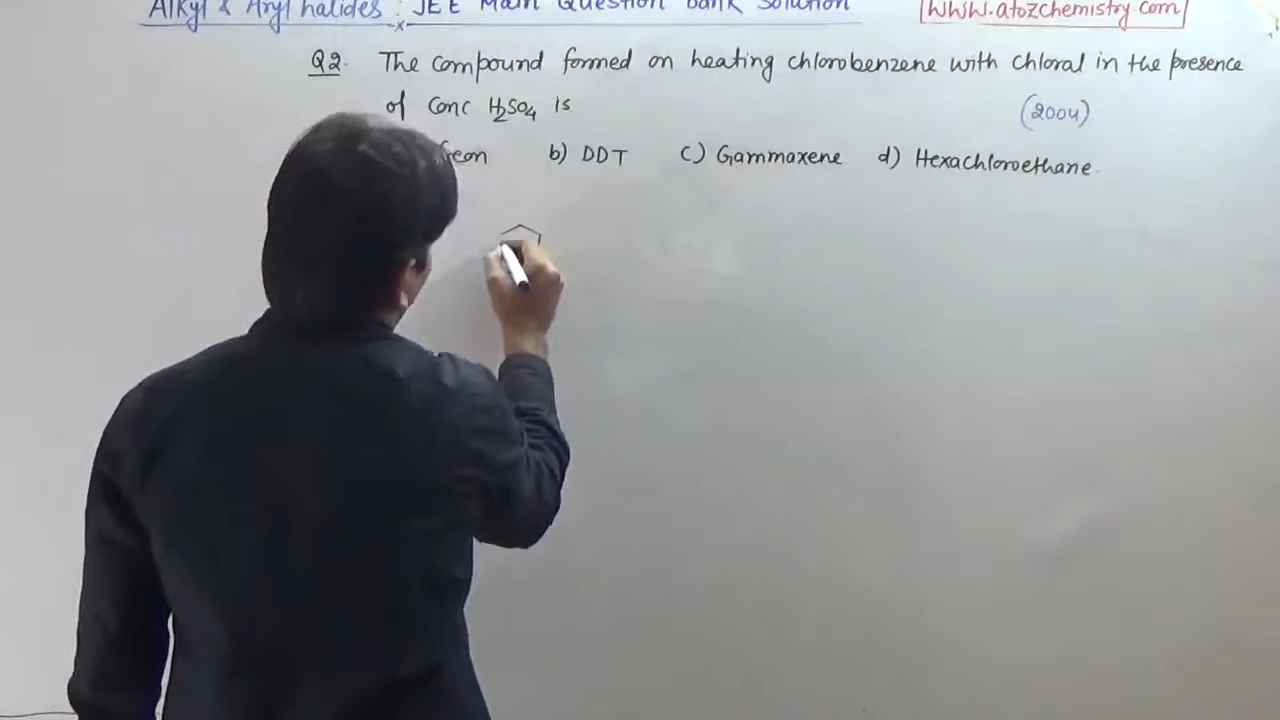 Alkyl & Aryl halides : JEE Main Question bank Solution
www.atozchemistry.com
Q2. The compound formed on heating chlorobenzene with chloral in the presence
of Conc H2SO4 is (2004)
b) DDT c) Gammaxene d) Hexachloroethane.